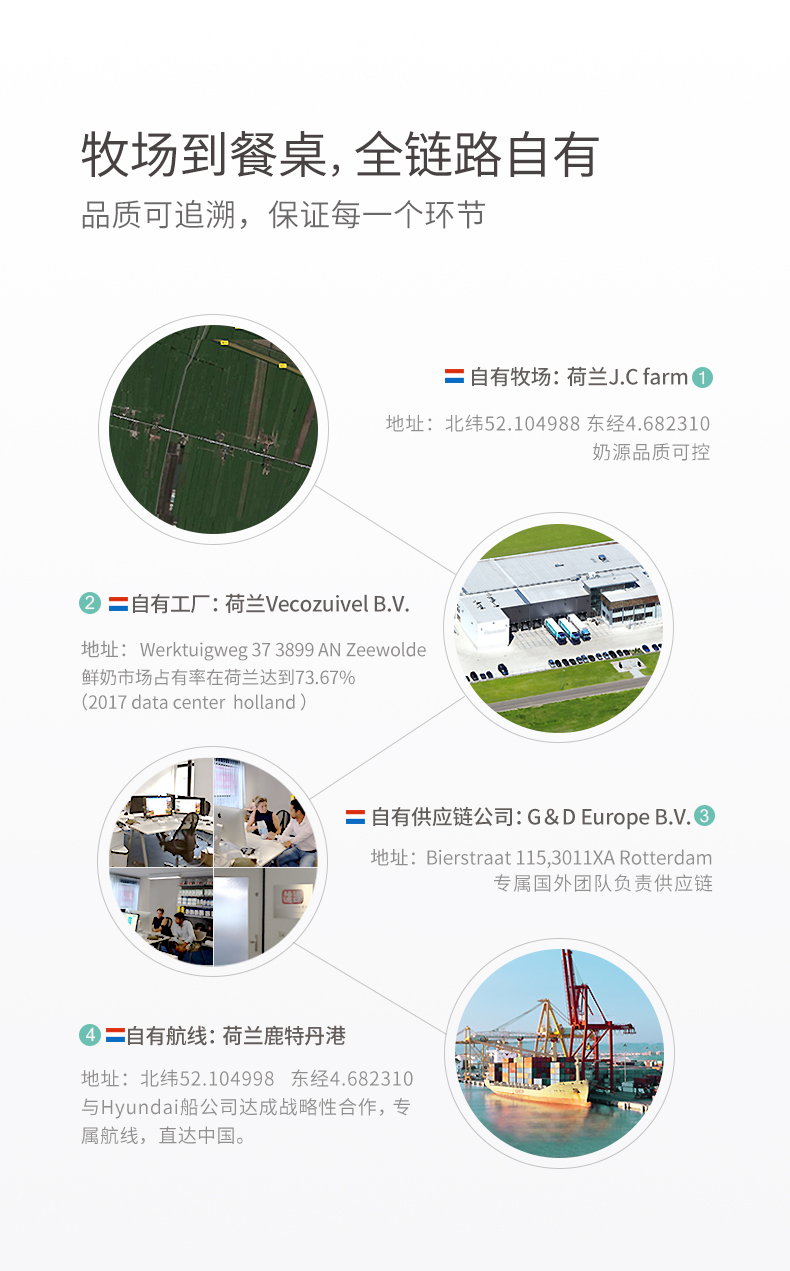 牧场到餐桌，全链路自有
品质可追溯，保证每一个环节
自有牧场：荷兰J.C farm 1
地址：北纬52.104988 东经4.682310
奶源品质可控
2 自有工厂：荷兰Vecozuivel B.V.
地址： Werktuigweg 37 3899 AN Zeewolde
鲜奶市场占有率在荷兰达到73.67%
（2017 data center holland ）
自有供应链公司：G&D Europe B.V. 3
地址：Bierstraat 115,3011XA Rotterdam
专属国外团队负责供应链
4 自有航线：荷兰鹿特丹港
地址：北纬52.104998 东经4.682310
与Hyundai船公司达成战略性合作，专
属航线，直达中国。